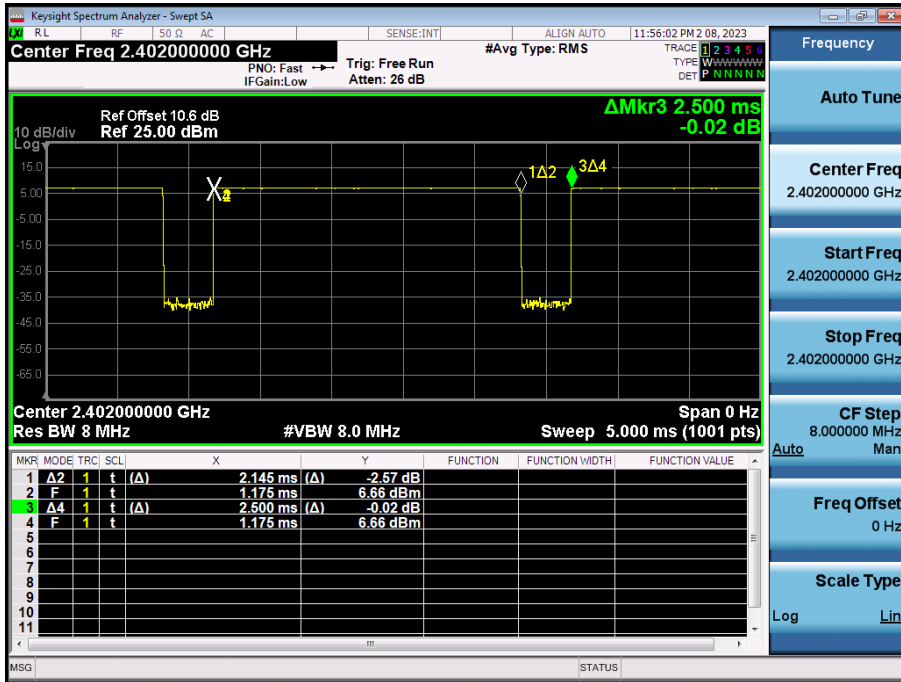 Keysight Spectrum Analyzer - Swept SA
LXI RL RF 50 Ω AC SENSE:INT ALIGN AUTO 11:56:02 PM 2 08, 2023
Center Freq 2.402000000 GHz
PNO: Fast
IFGain:Low
Trig: Free Run
Atten: 26 dB
#Avg Type: RMS
TRACE 1 2 3 4 5 6
TYPE WWWWWW
DET P N N N N N
ΔMkr3 2.500 ms
-0.02 dB
Ref Offset 10.6 dB
10 dB/div Ref 25.00 dBm
Log
15.0
5.00
-5.00
-15.0
-25.0
-35.0
-45.0
-55.0
-65.0
1Δ2
3Δ4
Center 2.402000000 GHz Span 0 Hz
Res BW 8 MHz #VBW 8.0 MHz Sweep 5.000 ms (1001 pts)
MKR MODE TRC SCL X Y FUNCTION FUNCTION WIDTH FUNCTION VALUE
1 Δ2 1 t (Δ) 2.145 ms (Δ) -2.57 dB
2 F 1 t 1.175 ms 6.66 dBm
3 Δ4 1 t (Δ) 2.500 ms (Δ) -0.02 dB
4 F 1 t 1.175 ms 6.66 dBm
5
6
7
8
9
10
11
MSG STATUS
Frequency
Auto Tune
Center Freq
2.402000000 GHz
Start Freq
2.402000000 GHz
Stop Freq
2.402000000 GHz
CF Step
8.000000 MHz
Auto Man
Freq Offset
0 Hz
Scale Type
Log Lin